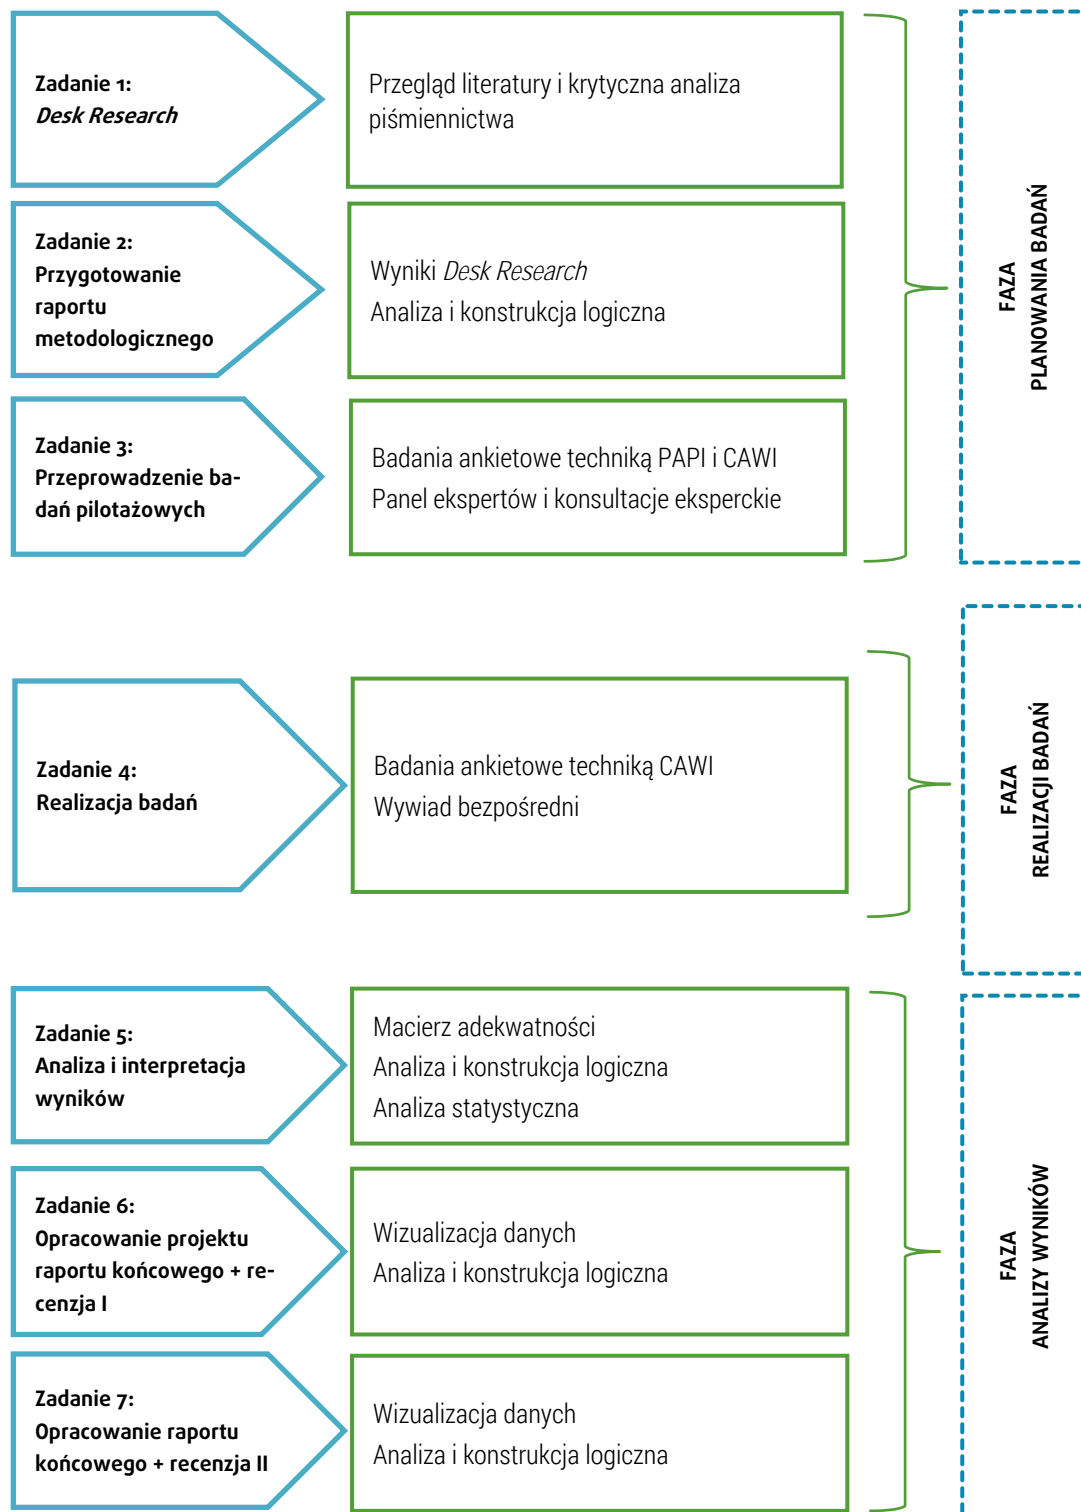 Zadanie 1:
Desk Research
Przegląd literatury i krytyczna analiza
piśmiennictwa
Zadanie 2:
Przygotowanie
raportu
metodologicznego
Wyniki Desk Research
Analiza i konstrukcja logiczna
Zadanie 3:
Przeprowadzenie ba-
dań pilotażowych
Badania ankietowe techniką PAPI i CAWI
Panel ekspertów i konsultacje eksperckie
FAZA
PLANOWANIA BADAŃ
Zadanie 4:
Realizacja badań
Badania ankietowe techniką CAWI
Wywiad bezpośredni
FAZA
REALIZACJI BADAŃ
Zadanie 5:
Analiza i interpretacja
wyników
Macierz adekwatności
Analiza i konstrukcja logiczna
Analiza statystyczna
Zadanie 6:
Opracowanie projektu
raportu końcowego + re-
cenzja I
Wizualizacja danych
Analiza i konstrukcja logiczna
Zadanie 7:
Opracowanie raportu
końcowego + recenzja II
Wizualizacja danych
Analiza i konstrukcja logiczna
FAZA
ANALIZY WYNIKÓW